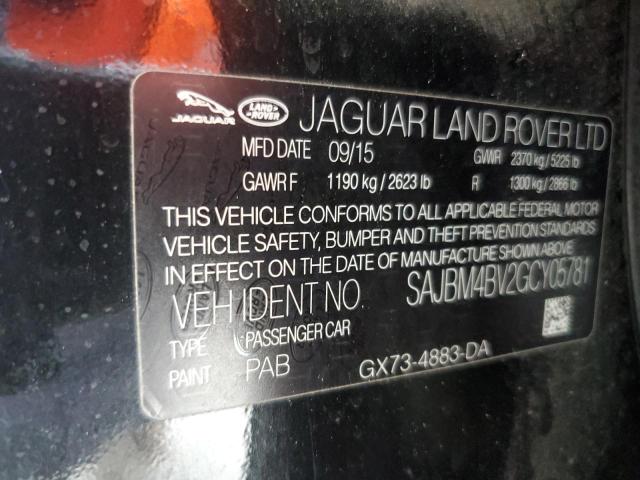 JAGUAR LAND ROVER JAGUAR LAND ROVER LTD
MFD DATE 09/15 GVWR 2370 kg / 5225 lb
GAWR F 1190 kg / 2623 lb R 1300 kg / 2866 lb
THIS VEHICLE CONFORMS TO ALL APPLICABLE FEDERAL MOTOR
VEHICLE SAFETY, BUMPER AND THEFT PREVENTION STANDARDS
IN EFFECT ON THE DATE OF MANUFACTURE SHOWN ABOVE
VEH IDENT NO. SAJBM4BV2GCY05781
TYPE PASSENGER CAR
PAINT PAB GX73-4883-DA